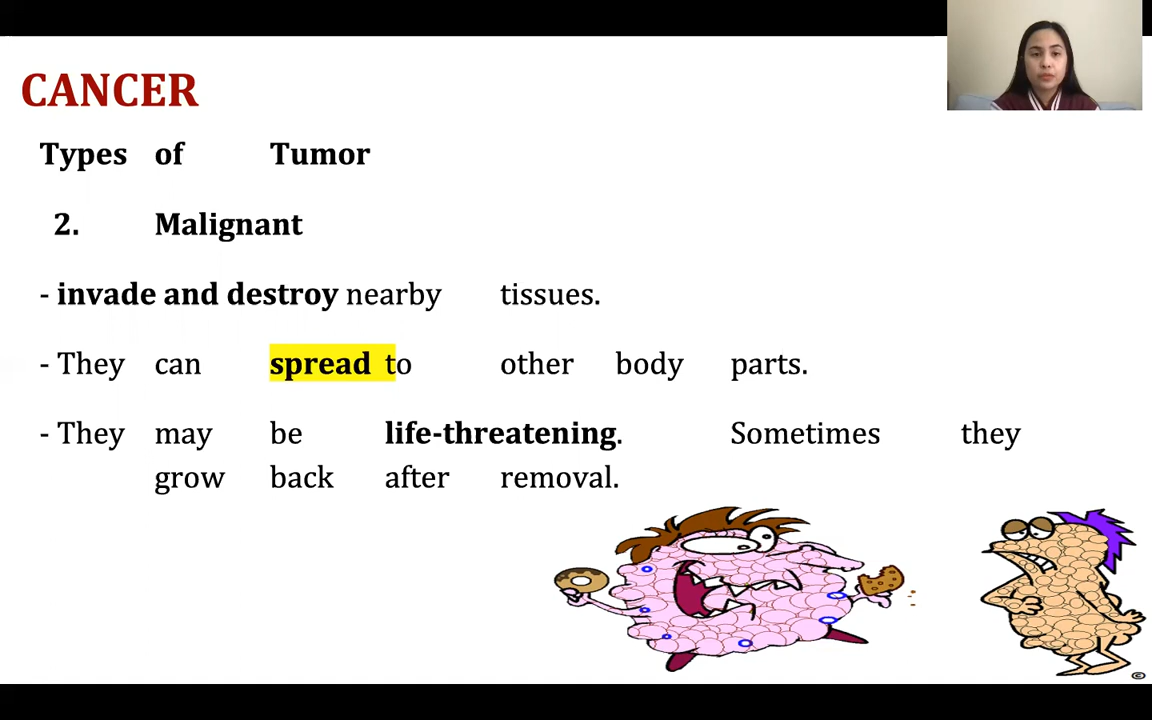 CANCER
Types of Tumor
2. Malignant
- invade and destroy nearby tissues.
- They can spread to other body parts.
- They may be life-threatening. Sometimes they
grow back after removal.
©